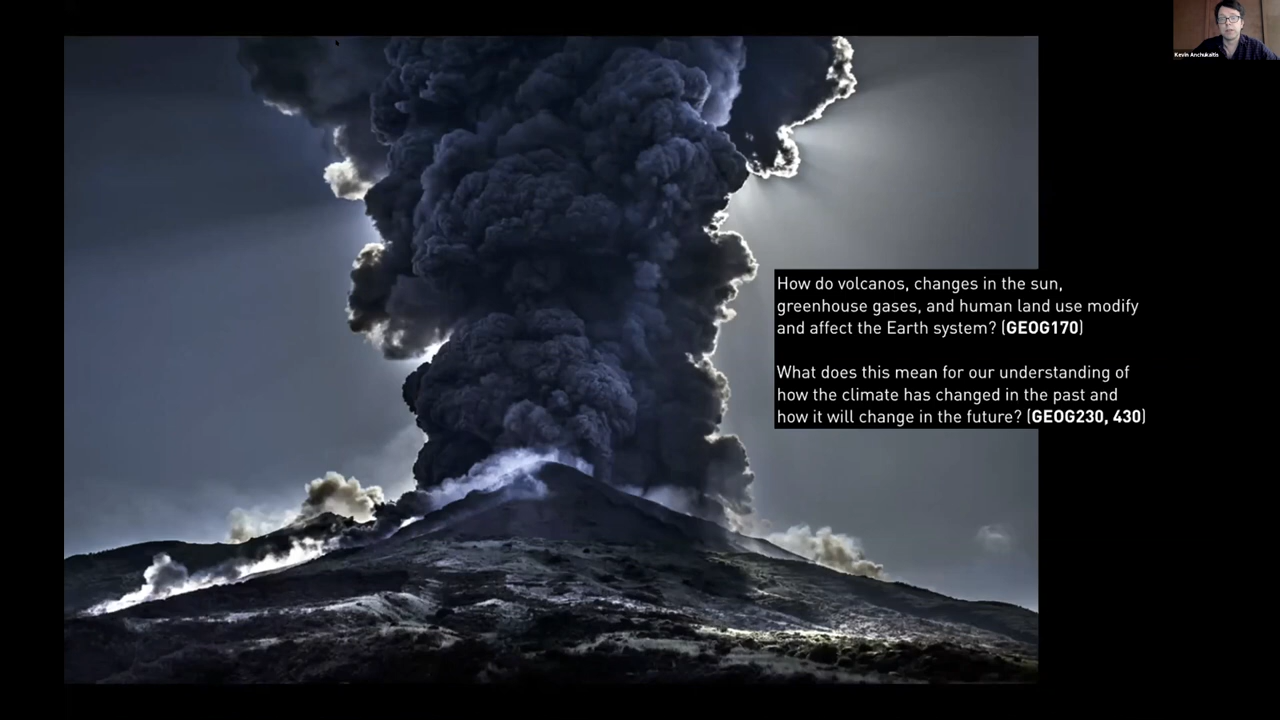 Kevin Anchukaitis
How do volcanos, changes in the sun,
greenhouse gases, and human land use modify
and affect the Earth system? (GEOG170)
What does this mean for our understanding of
how the climate has changed in the past and
how it will change in the future? (GEOG230, 430)